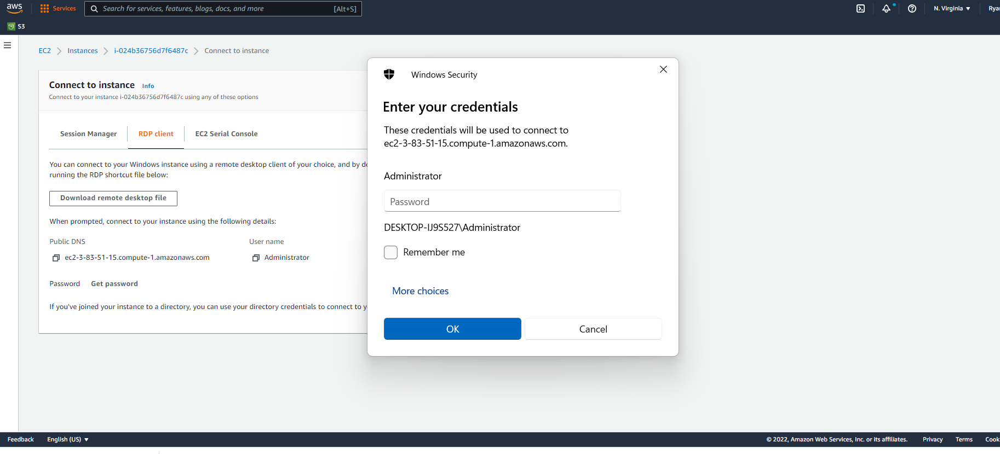 aws
Services
Search for services, features, blogs, docs, and more
[Alt+S]
N. Virginia
S3
EC2
Instances
i-024b36756d7f6487c
Connect to instance
Connect to instance Info
Connect to your instance i-024b36756d7f6487c using any of these options
Session Manager
RDP client
EC2 Serial Console
You can connect to your Windows instance using a remote desktop client of your choice, and by
running the RDP shortcut file below:
Download remote desktop file
When prompted, connect to your instance using the following details:
Public DNS
User name
ec2-3-83-51-15.compute-1.amazonaws.com
Administrator
Password
Get password
If you've joined your instance to a directory, you can use your directory credentials to connect to
Windows Security
Enter your credentials
These credentials will be used to connect to
ec2-3-83-51-15.compute-1.amazonaws.com.
Administrator
Password
DESKTOP-IJ9S527\Administrator
Remember me
More choices
OK
Cancel
Feedback
English (US)
© 2022, Amazon Web Services, Inc. or its affiliates.
Privacy
Terms